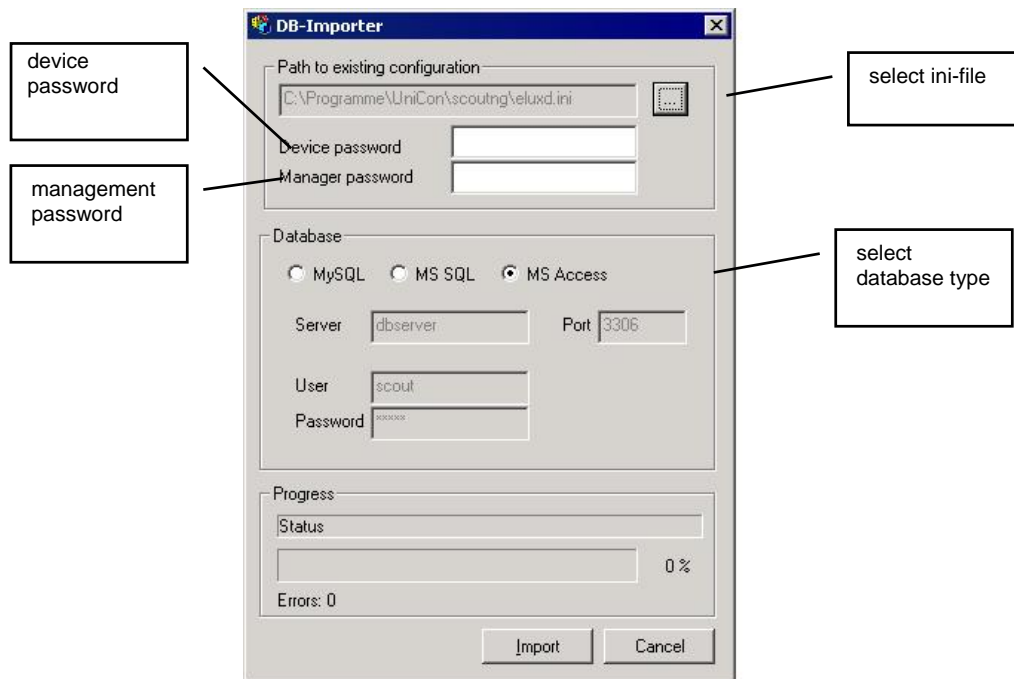 DB-Importer
device
password
management
password
select ini-file
select
database type
Path to existing configuration
C:\Programme\UniCon\scoutng\eluxd.ini
...
Device password
Manager password
Database
MySQL
MS SQL
MS Access
Server
dbserver
Port
3306
User
scout
Password
*****
Progress
Status
0 %
Errors: 0
Import
Cancel